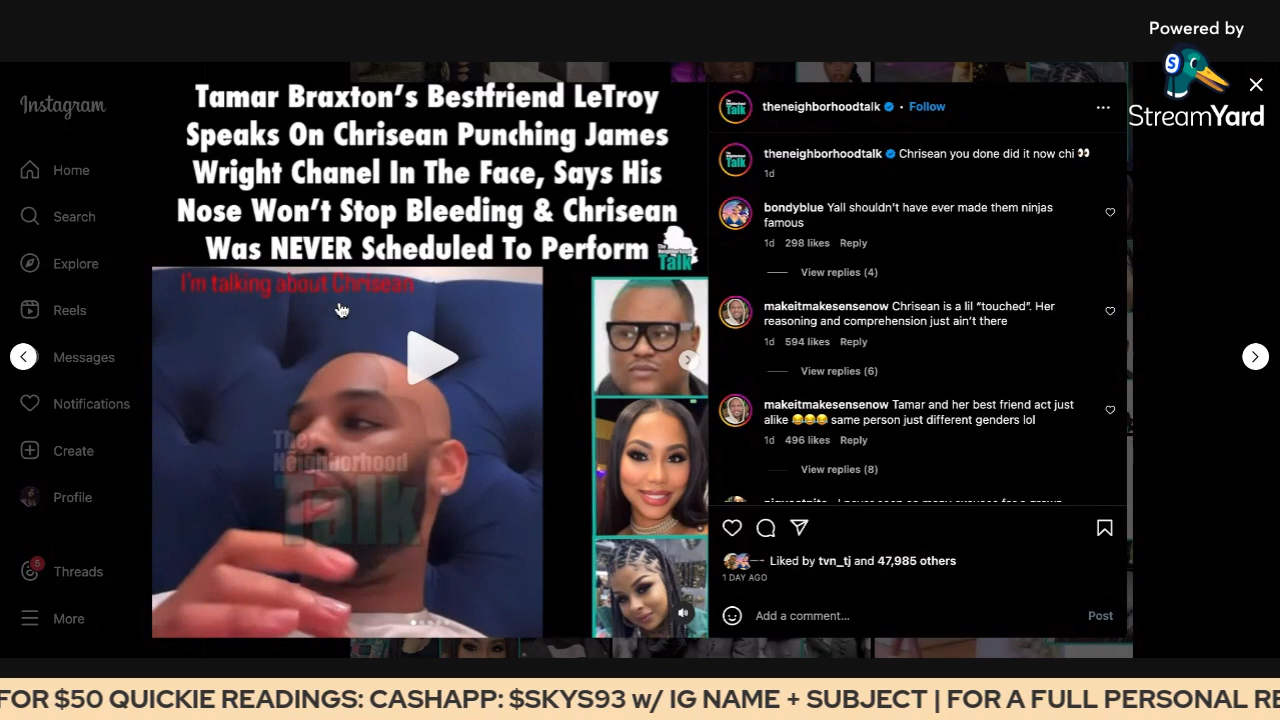 Powered by
StreamYard
Instagram
Home
Search
Explore
Reels
Messages
Notifications
Create
Profile
5
Threads
More
Tamar Braxton's Bestfriend LeTroy
Speaks On Chrisean Punching James
Wright Chanel In The Face, Says His
Nose Won't Stop Bleeding & Chrisean
Was NEVER Scheduled To Perform
The Neighborhood
Talk
I'm talking about Chrisean
The
Neighborhood
Talk
theneighborhoodtalk • Follow
theneighborhoodtalk Chrisean you done did it now chi 👀
1d
bondyblue Yall shouldn't have ever made them ninjas
famous
1d 298 likes Reply
View replies (4)
makeitmakesensenow Chrisean is a lil “touched”. Her
reasoning and comprehension just ain't there
1d 594 likes Reply
View replies (6)
makeitmakesensenow Tamar and her best friend act just
alike 😂😂😂 same person just different genders lol
1d 496 likes Reply
View replies (8)
Liked by tvn_tj and 47,985 others
1 DAY AGO
Add a comment...
Post
FOR $50 QUICKIE READINGS: CASHAPP: $SKYS93 w/ IG NAME + SUBJECT | FOR A FULL PERSONAL RE